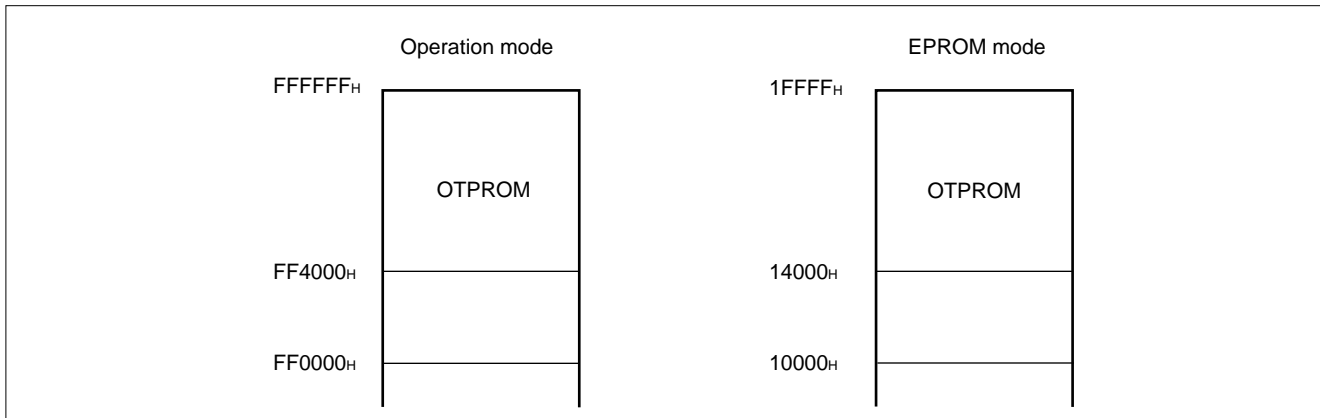 Operation mode EPROM mode
FFFFFFH 1FFFFH
OTPROM OTPROM
FF4000H 14000H
FF0000H 10000H